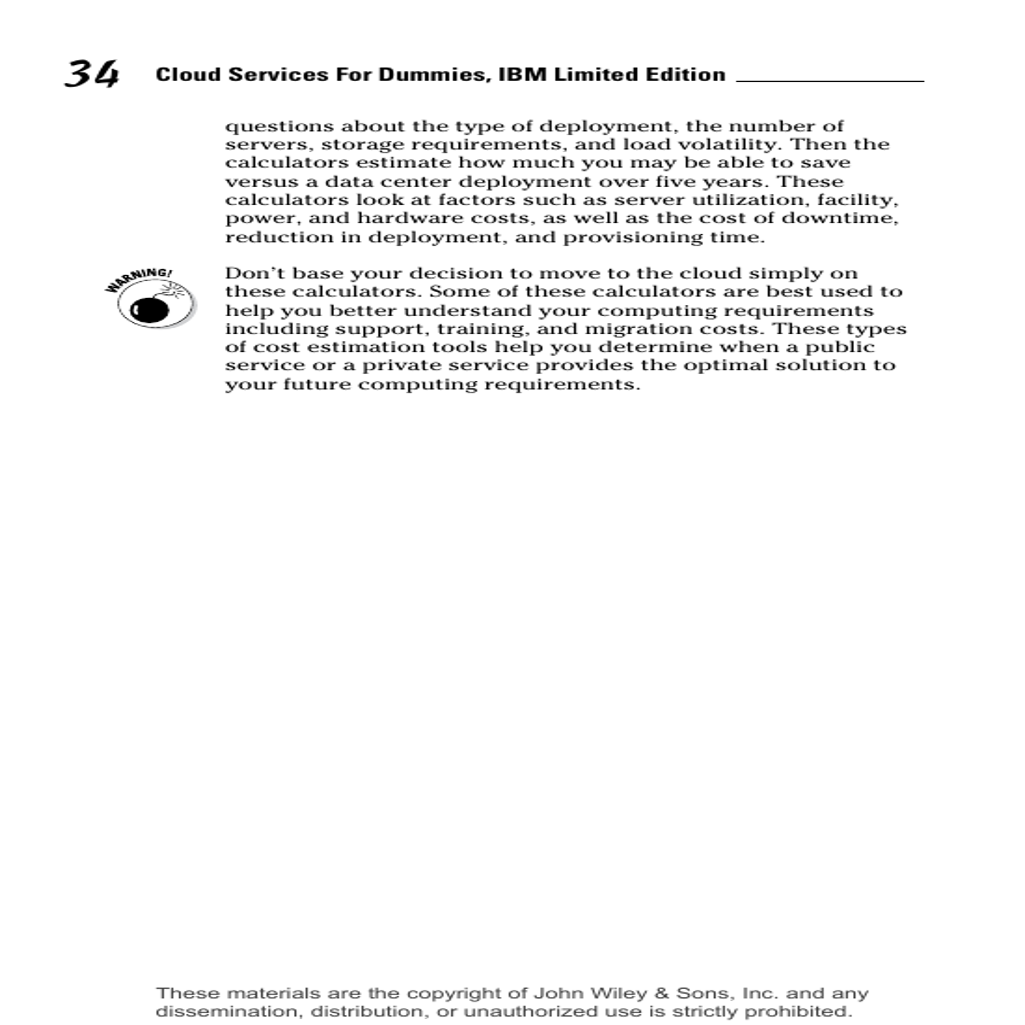 34 Cloud Services For Dummies, IBM Limited Edition
questions about the type of deployment, the number of
servers, storage requirements, and load volatility. Then the
calculators estimate how much you may be able to save
versus a data center deployment over five years. These
calculators look at factors such as server utilization, facility,
power, and hardware costs, as well as the cost of downtime,
reduction in deployment, and provisioning time.
WARNING!
Don't base your decision to move to the cloud simply on
these calculators. Some of these calculators are best used to
help you better understand your computing requirements
including support, training, and migration costs. These types
of cost estimation tools help you determine when a public
service or a private service provides the optimal solution to
your future computing requirements.
These materials are the copyright of John Wiley & Sons, Inc. and any
dissemination, distribution, or unauthorized use is strictly prohibited.